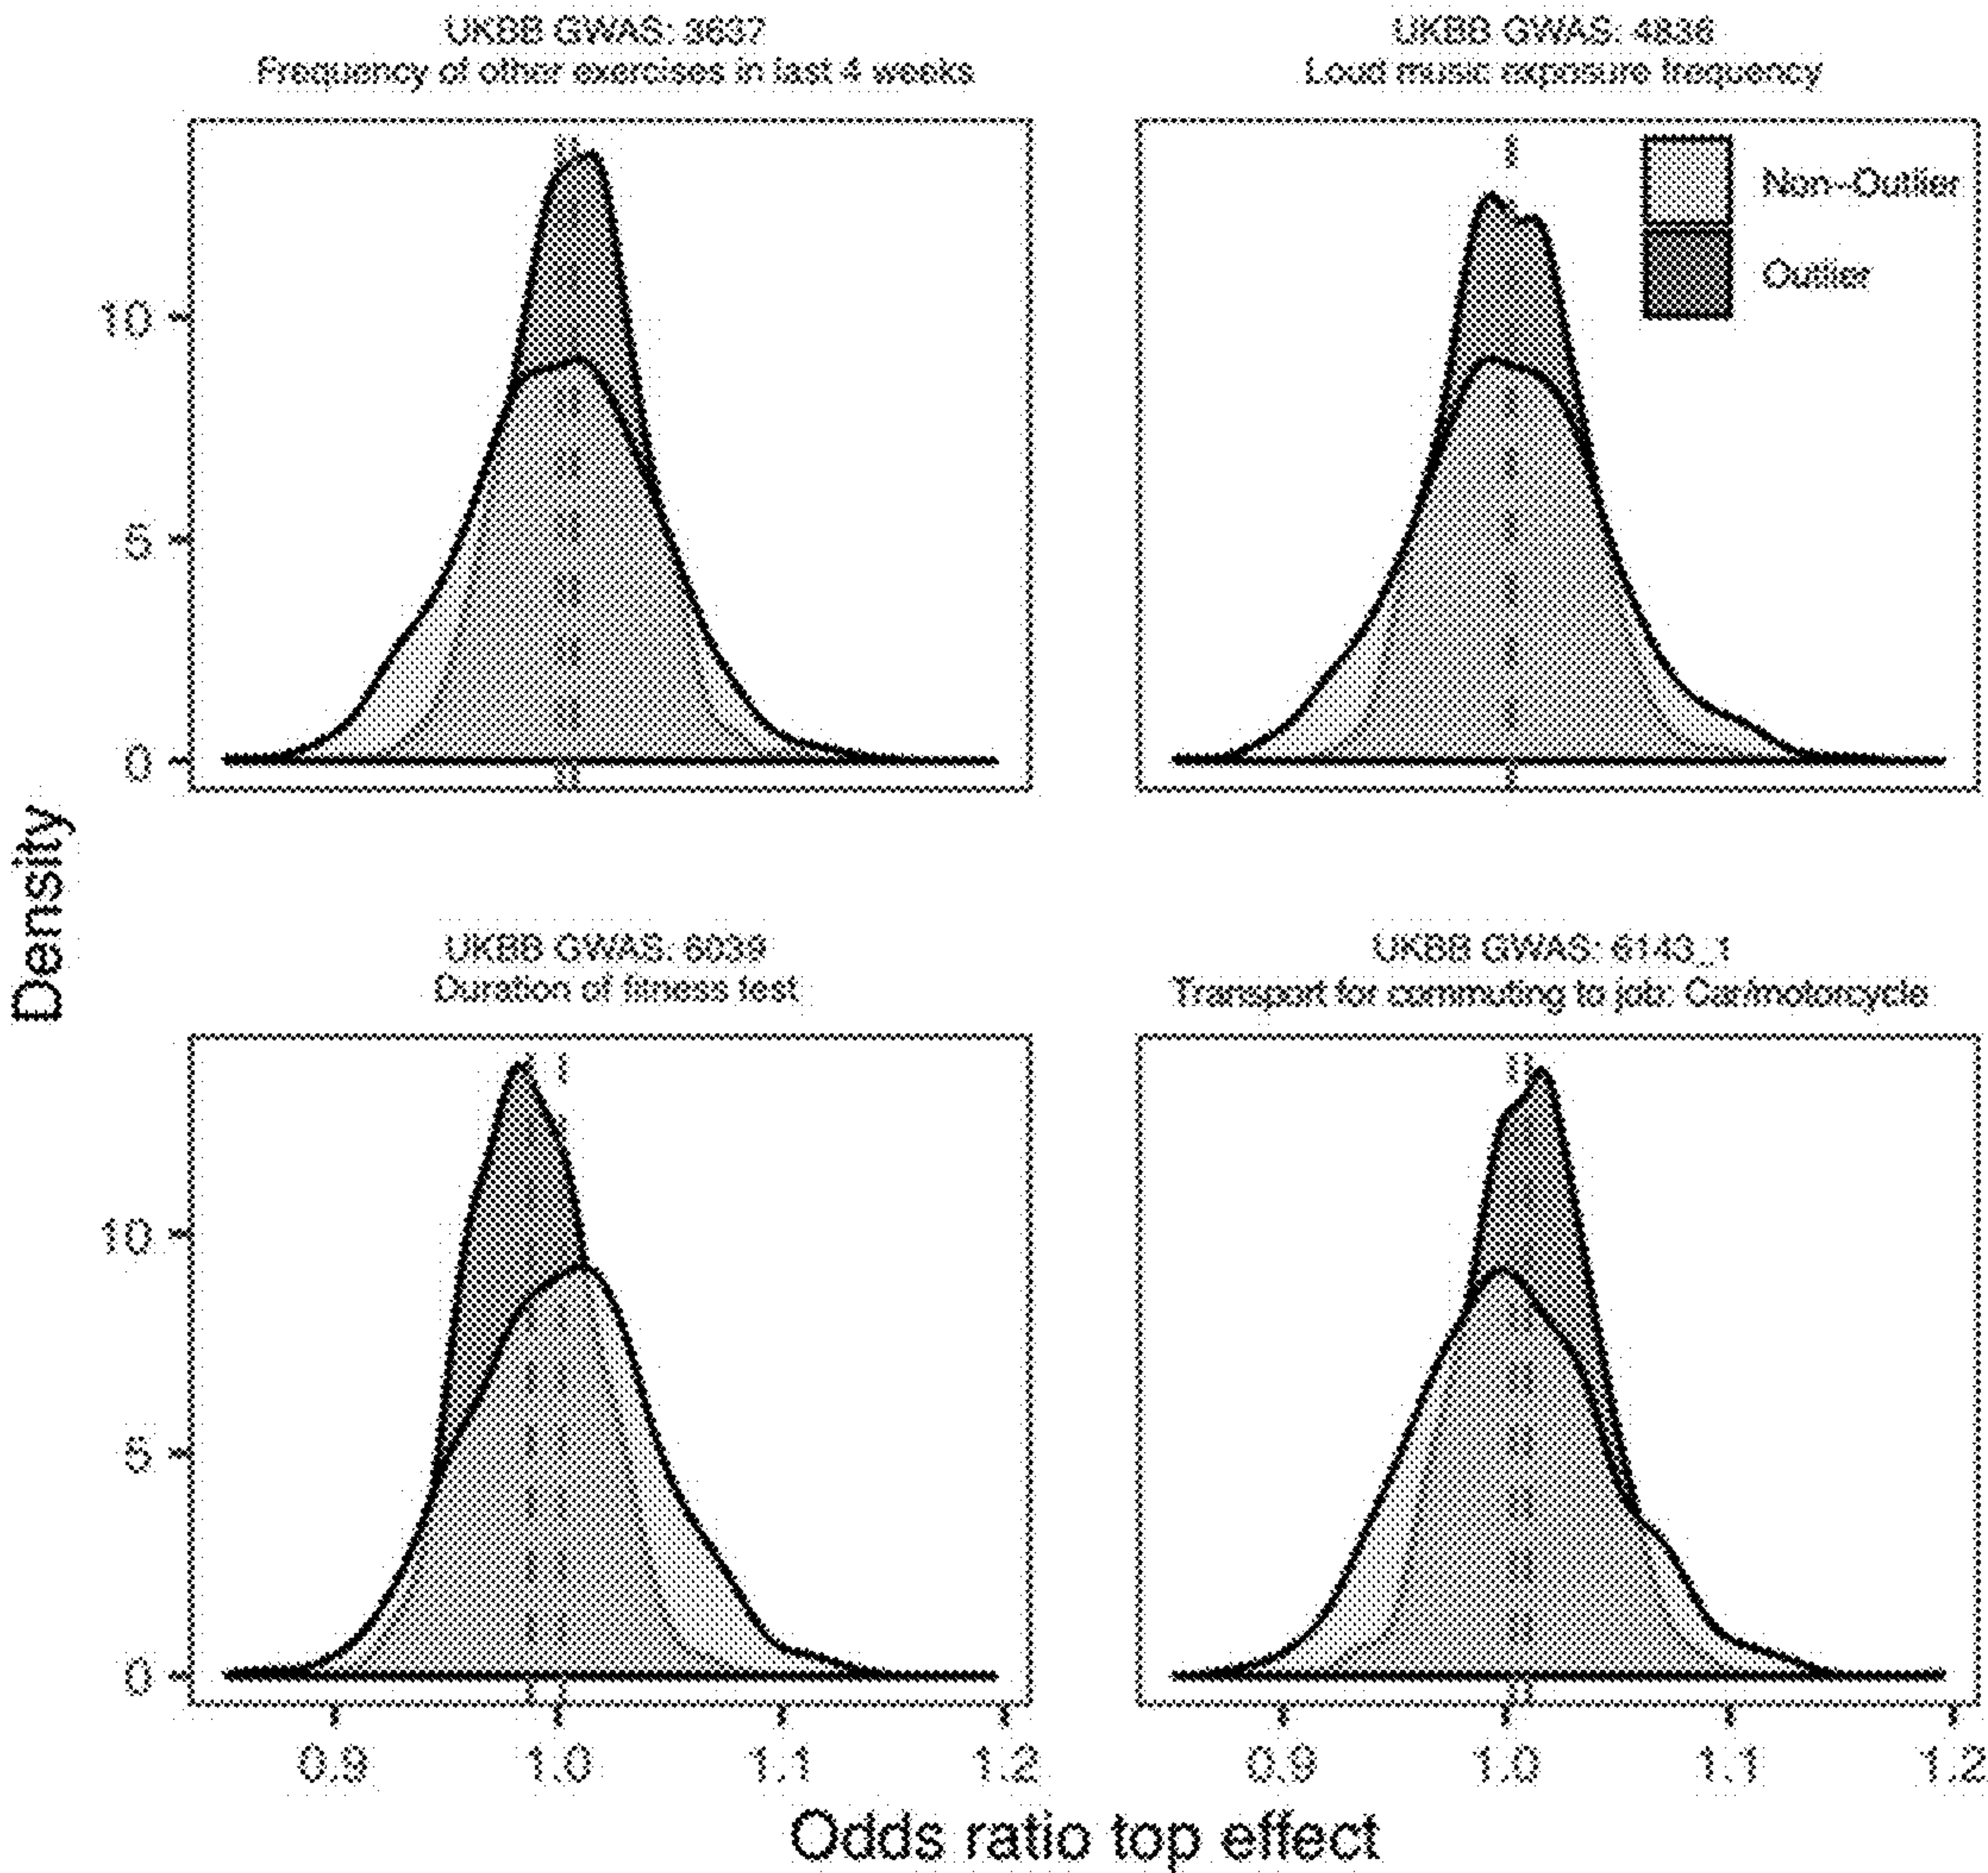 UKBB GWAS: 3637
Frequency of other exercises in last 4 weeks
UKBB GWAS: 4836
Loud music exposure frequency
Non-Outlier
Outlier
10
5
0
Density
UKBB GWAS: 6039
Duration of fitness test
UKBB GWAS: 6143_1
Transport for commuting to job: Car/motorcycle
10
5
0
0.9 1.0 1.1 1.2
0.9 1.0 1.1 1.2
Odds ratio top effect